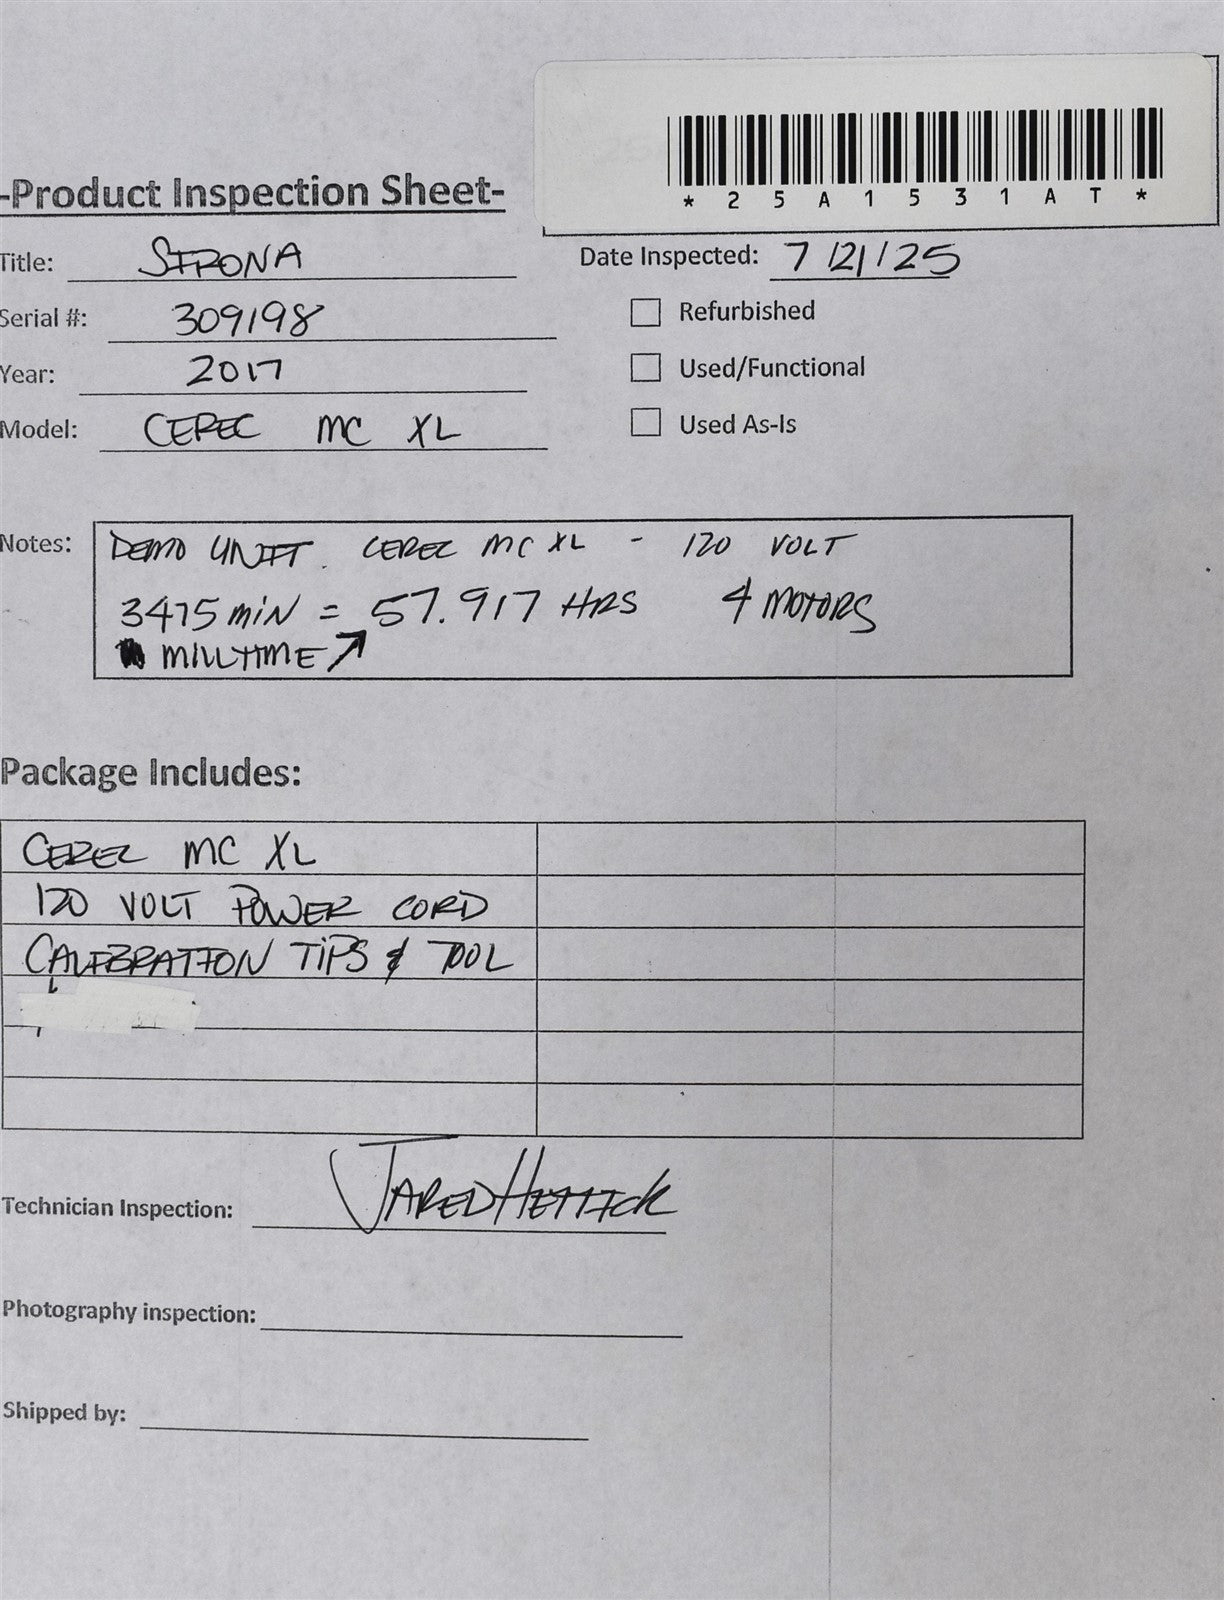 *25A1531AT*
-Product Inspection Sheet-
Title: SIRONA
Date Inspected: 7/21/25
Serial #: 309198
Refurbished
Year: 2017
Used/Functional
Model: CEREC MC XL
Used As-Is
Notes: DEMO UNIT. CEREC MC XL - 120 VOLT
3475 MIN = 57.917 HRS 4 MOTORS
MILLTIME ↗
Package Includes:
CEREC MC XL
120 VOLT POWER CORD
CALIBRATION TIPS & TOOL
Technician Inspection: JARED HETTICK
Photography inspection:
Shipped by: